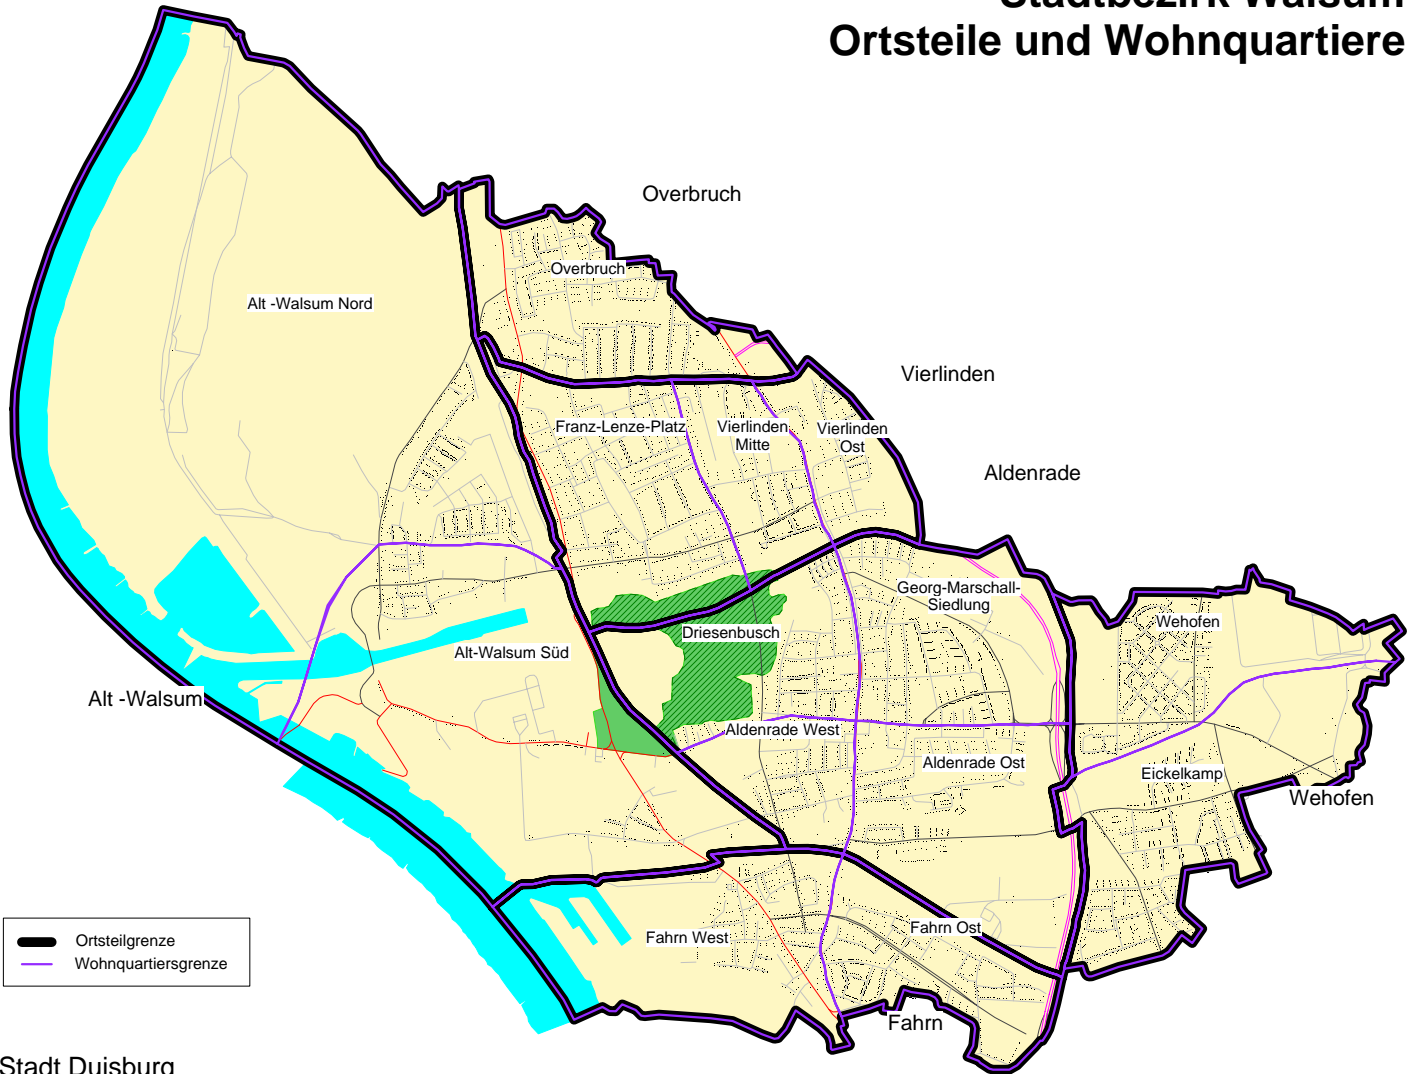 Stadtbezirk Walsum
Ortsteile und Wohnquartiere
Overbruch
Overbruch
Alt -Walsum Nord
Vierlinden
Franz-Lenze-Platz
Vierlinden
Mitte
Vierlinden
Ost
Aldenrade
Georg-Marschall-
Siedlung
Wehofen
Driesenbusch
Alt-Walsum Süd
Alt -Walsum
Aldenrade West
Aldenrade Ost
Eickelkamp
Wehofen
Fahrn Ost
Fahrn West
Ortsteilgrenze
Wohnquartiersgrenze
Fahrn
Stadt Duisburg